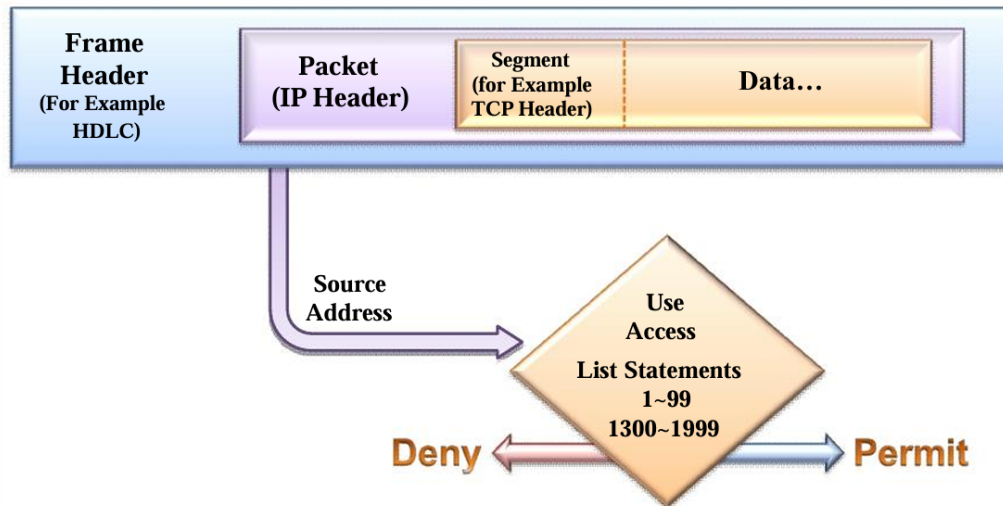 Frame
Header
(For Example
HDLC)
Packet
(IP Header)
Segment
(for Example
TCP Header)
Data...
Source
Address
Use
Access
List Statements
1~99
1300~1999
Deny
Permit